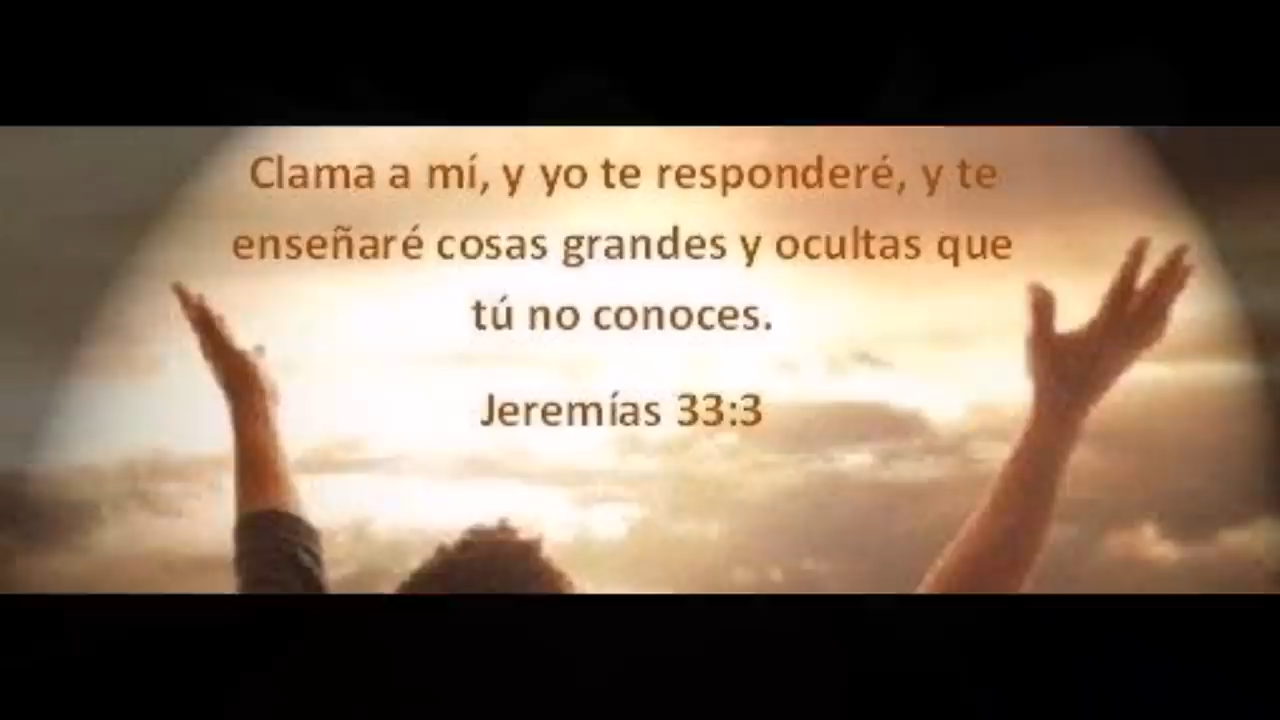 Clama a mí, y yo te responderé, y te
enseñaré cosas grandes y ocultas que
tú no conoces.
Jeremías 33:3